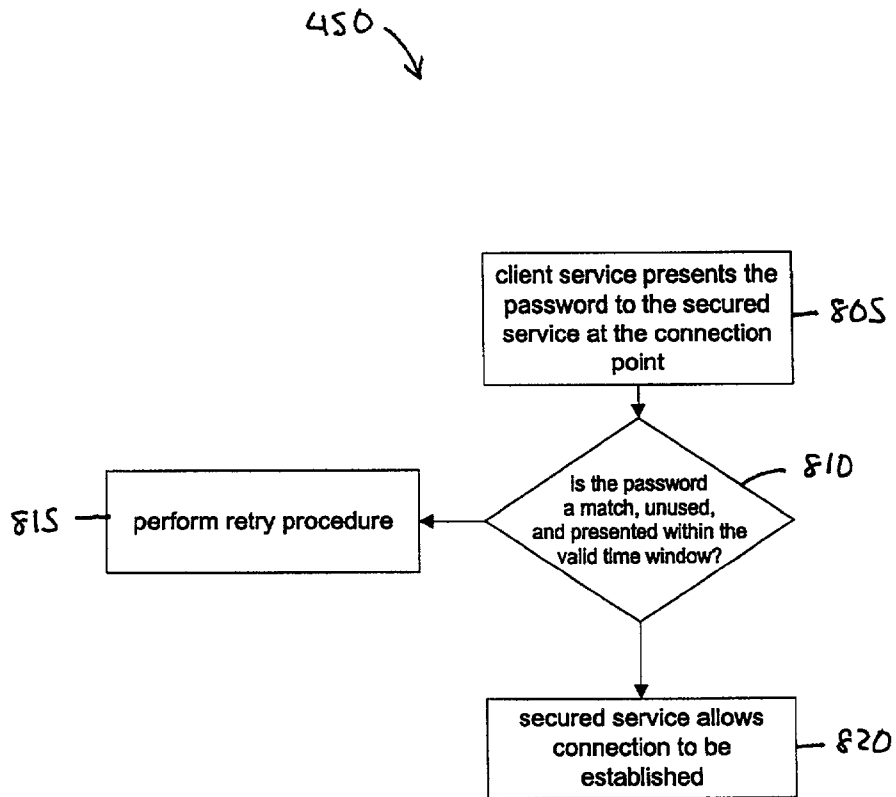 450
client service presents the
password to the secured
service at the connection
point
805
is the password
a match, unused,
and presented within the
valid time window?
810
815
perform retry procedure
secured service allows
connection to be
established
820